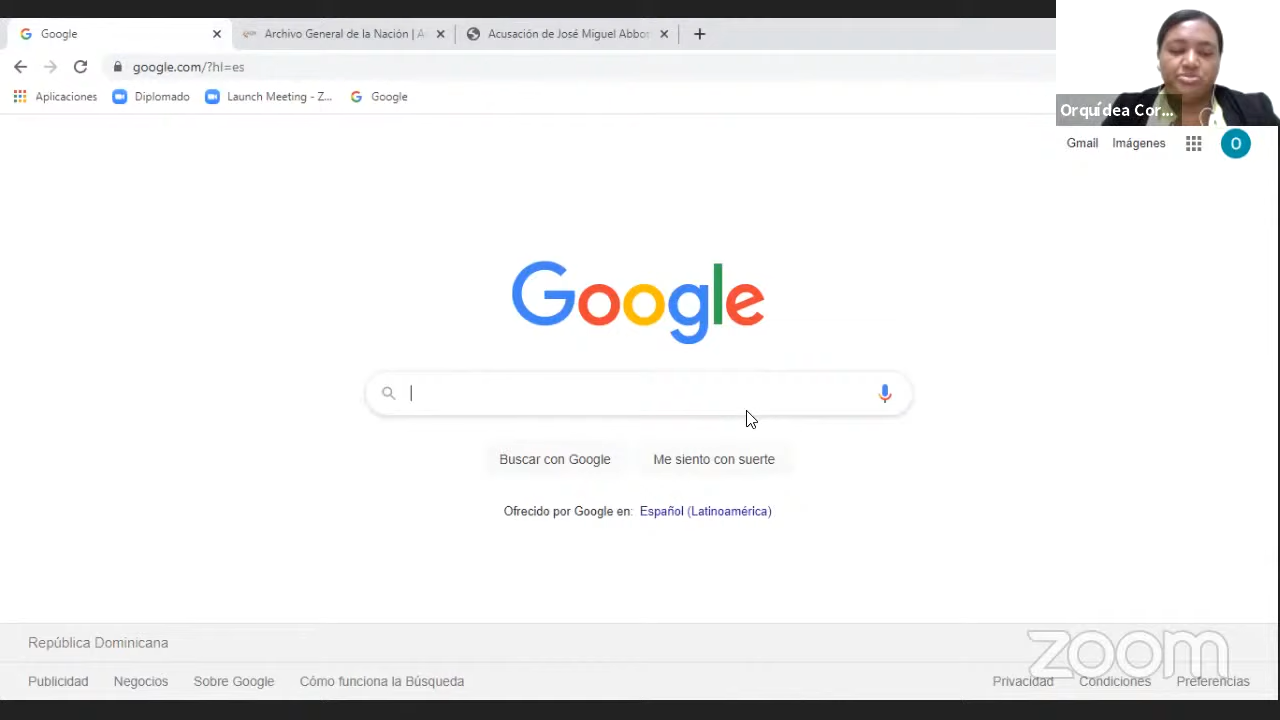 Google
Archivo General de la Nación | A
Acusación de José Miguel Abbo
google.com/?hl=es
Aplicaciones
Diplomado
Launch Meeting - Z...
Google
Orquídea Cor...
Gmail
Imágenes
O
Google
Buscar con Google
Me siento con suerte
Ofrecido por Google en: Español (Latinoamérica)
República Dominicana
zoom
Publicidad
Negocios
Sobre Google
Cómo funciona la Búsqueda
Privacidad
Condiciones
Preferencias